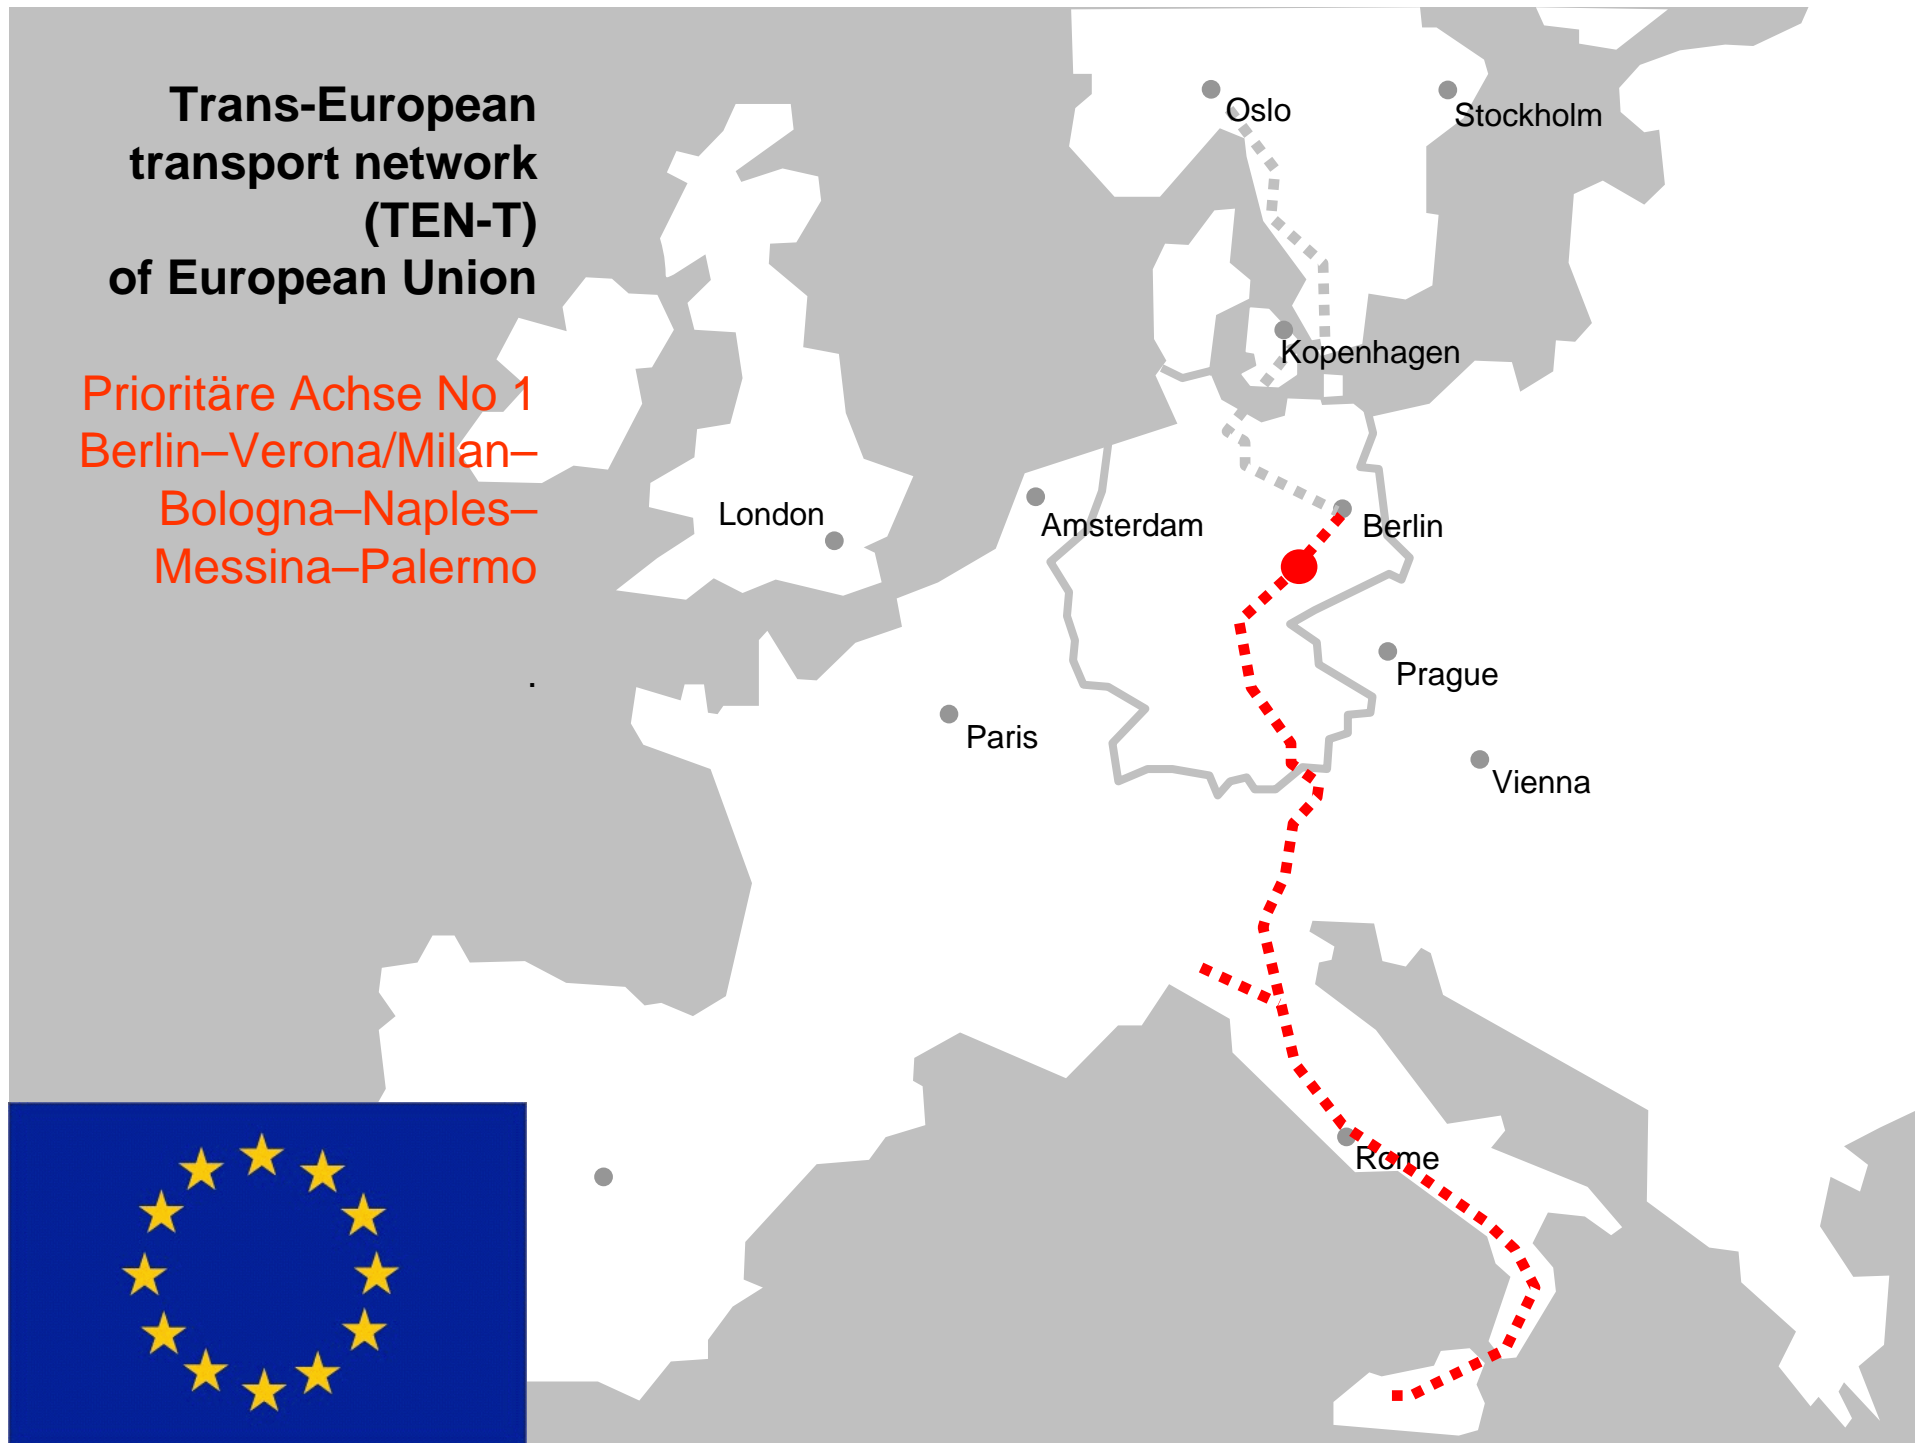 Trans-European
transport network
(TEN-T)
of European Union
Prioritäre Achse No 1
Berlin–Verona/Milan–
Bologna–Naples–
Messina–Palermo
.
Oslo
Stockholm
Kopenhagen
London
Amsterdam
Berlin
Prague
Paris
Vienna
Rome